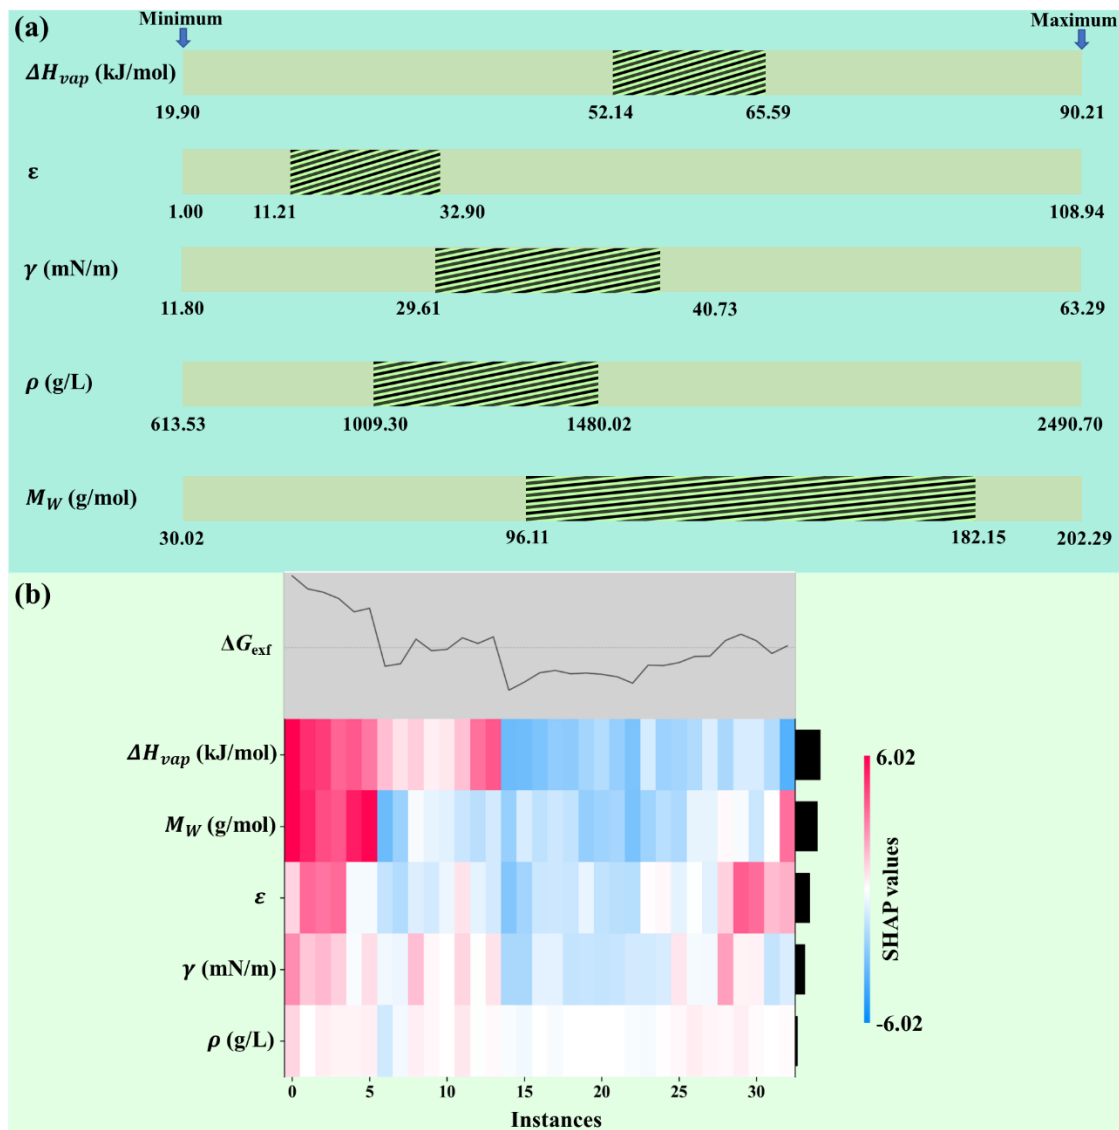 (a)
Minimum Maximum
ΔH_vap (kJ/mol)
19.90 52.14 65.59 90.21
ε
1.00 11.21 32.90 108.94
γ (mN/m)
11.80 29.61 40.73 63.29
ρ (g/L)
613.53 1009.30 1480.02 2490.70
M_W (g/mol)
30.02 96.11 182.15 202.29
(b)
ΔG_exf
ΔH_vap (kJ/mol)
M_W (g/mol)
ε
γ (mN/m)
ρ (g/L)
0 5 10 15 20 25 30
Instances
6.02
SHAP values
-6.02